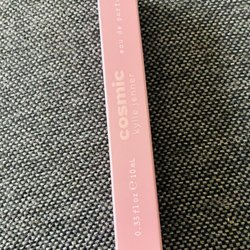 cosmic
kylie jenner
eau de parfum
0.33 fl oz ℮ 10 mL